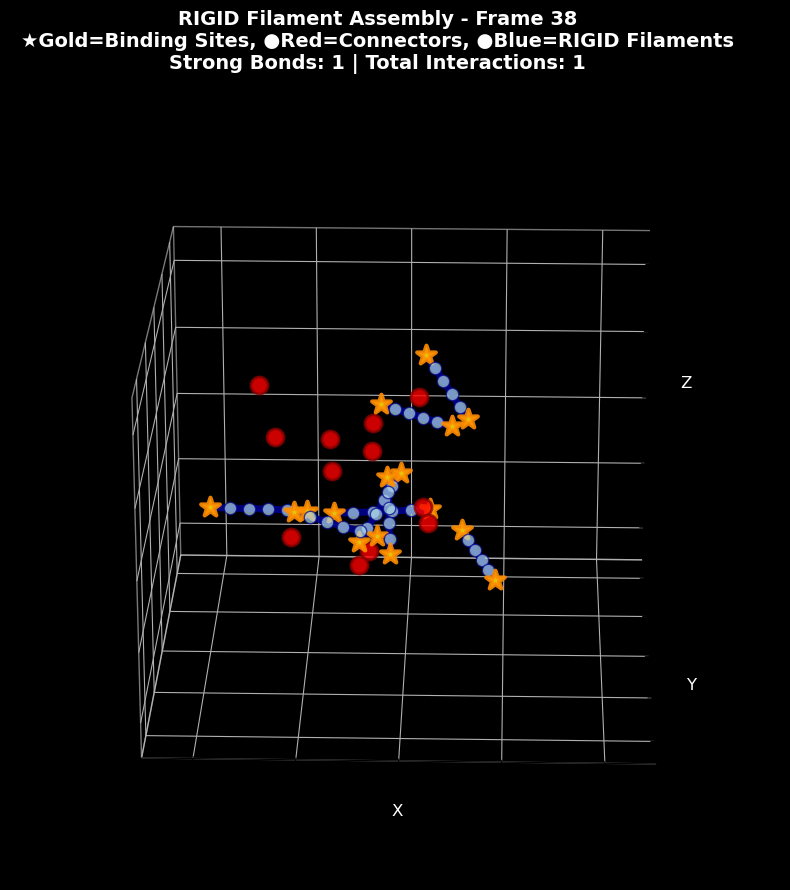 RIGID Filament Assembly - Frame 38
★Gold=Binding Sites, ●Red=Connectors, ●Blue=RIGID Filaments
Strong Bonds: 1 | Total Interactions: 1
Z
Y
X